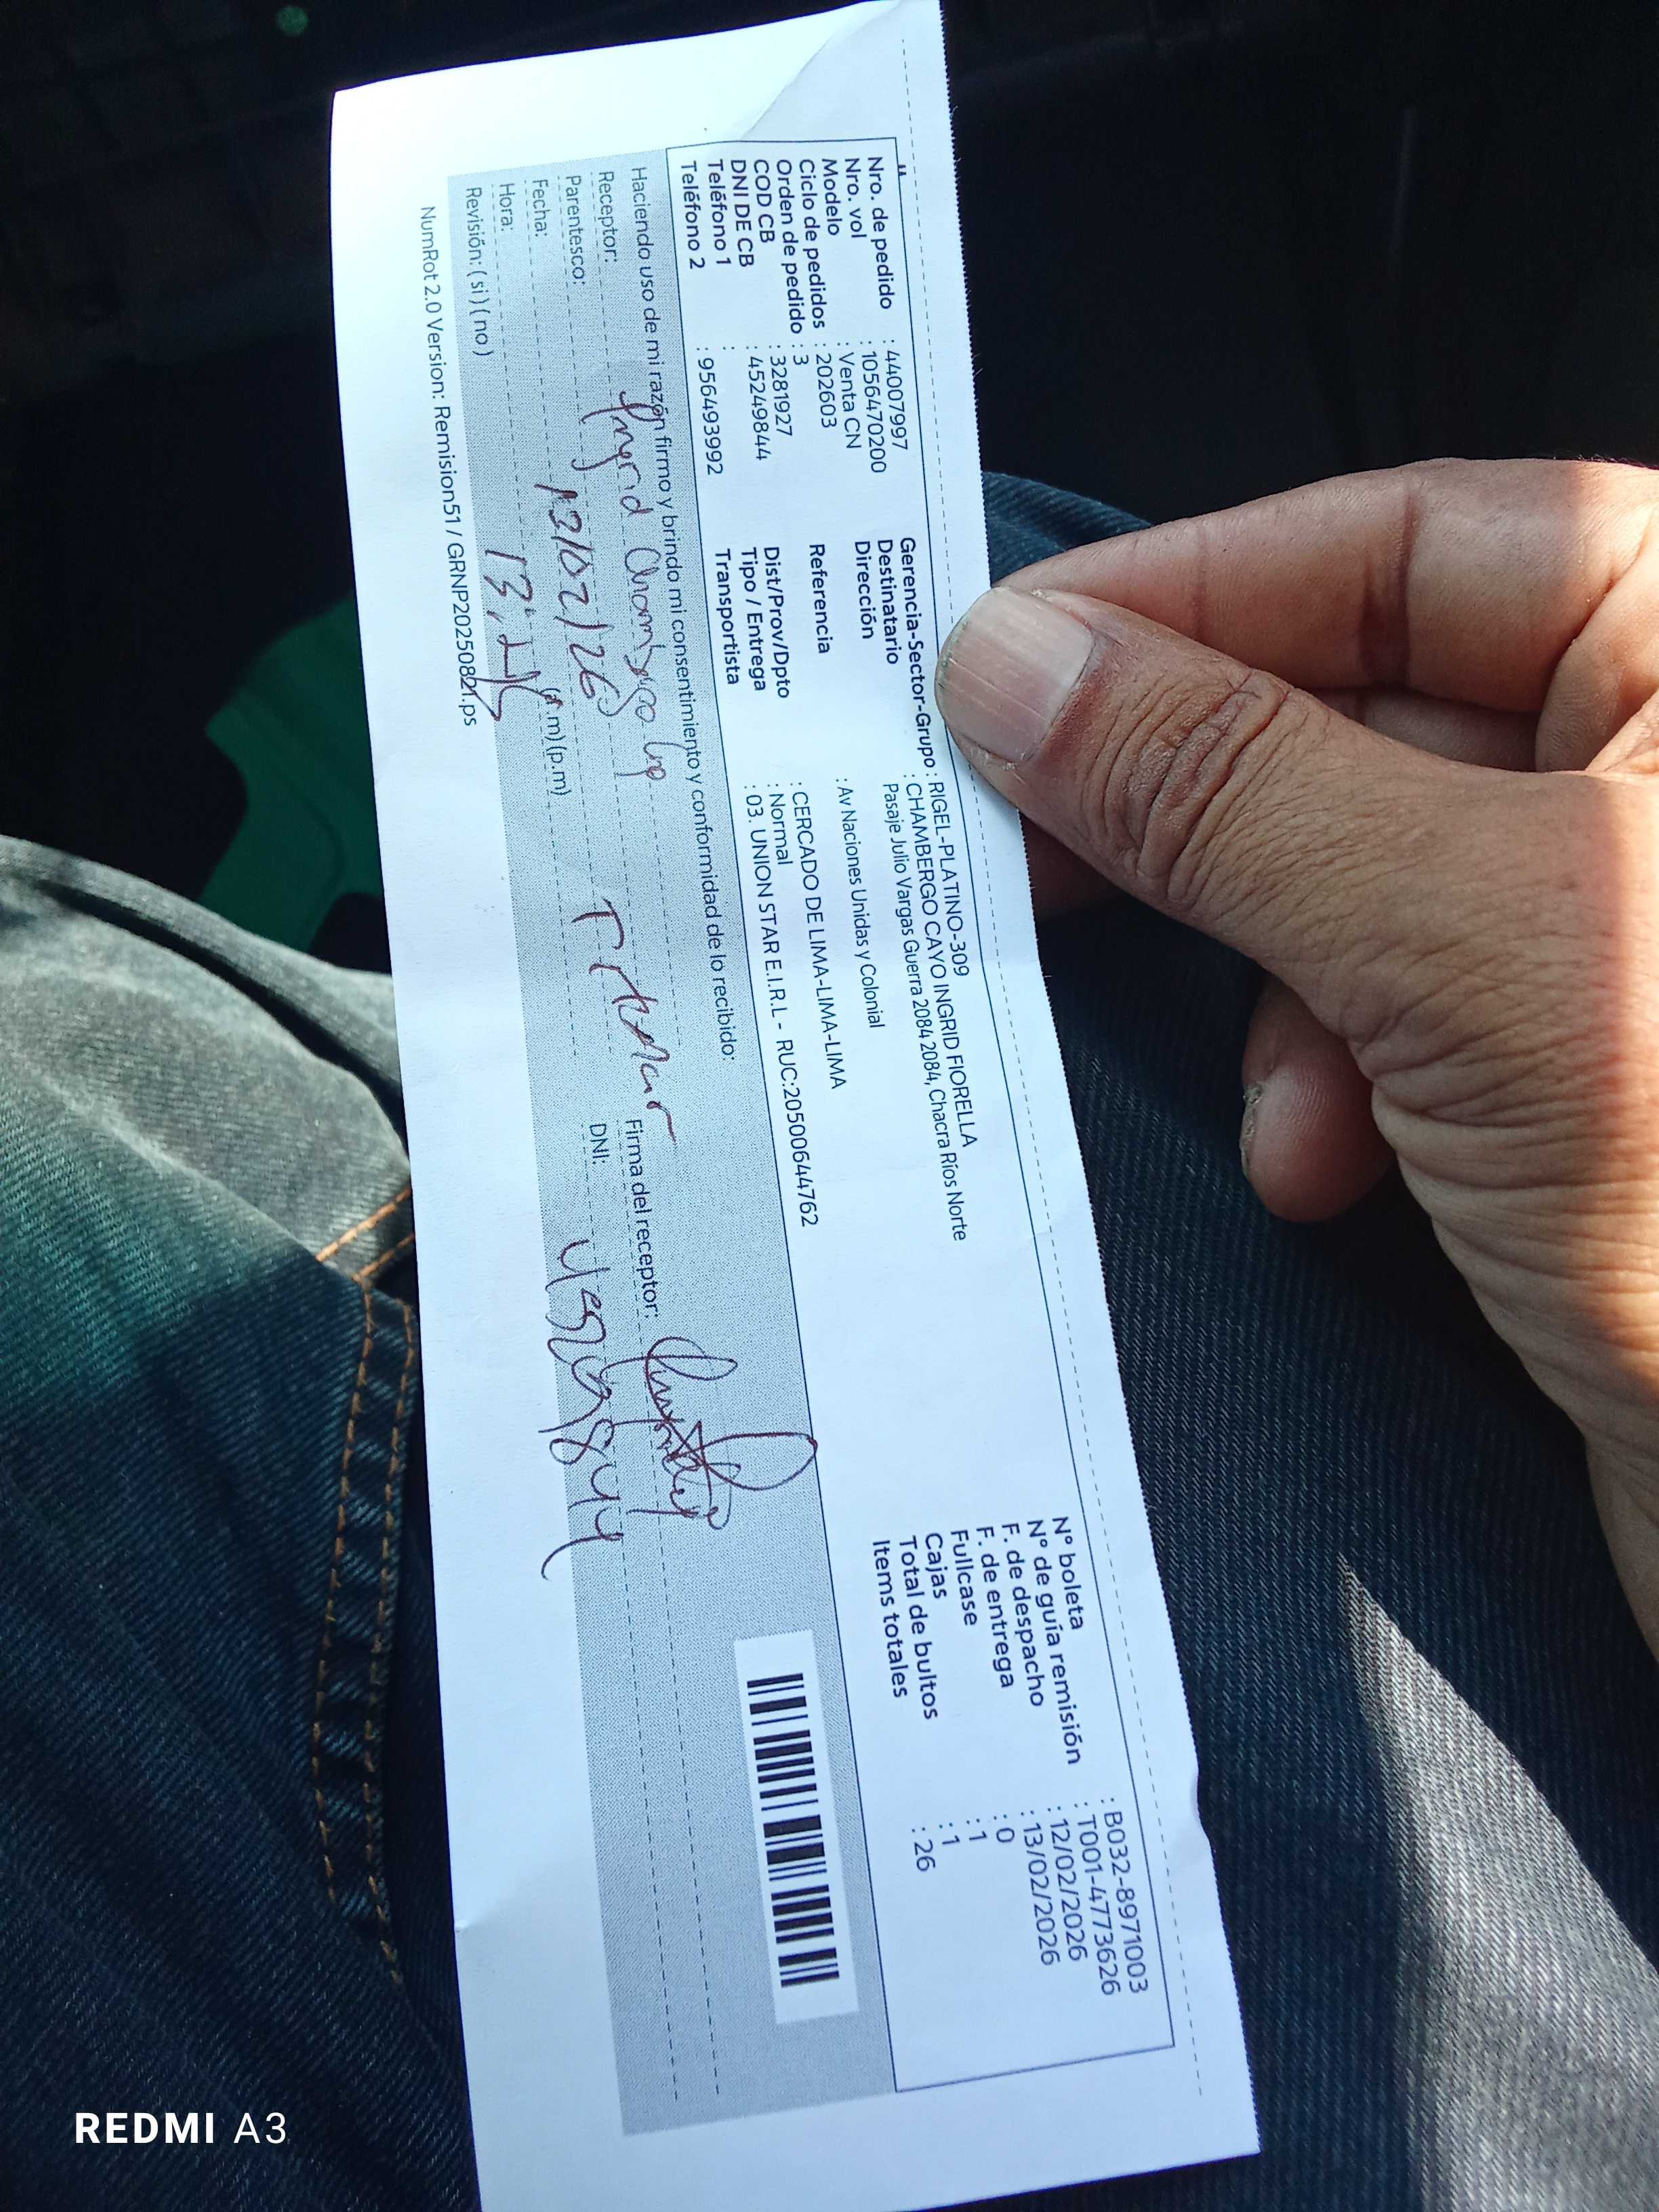 Nro. de pedido : 44007997
Nro. vol : 1056470200
Modelo : Venta CN
Ciclo de pedidos : 202603
Orden de pedido : 3
COD CB : 3281927
DNI DE CB : 45249844
Teléfono 1 :
Teléfono 2 : 956493992
Gerencia-Sector-Grupo : RIGEL-PLATINO-309
Destinatario : CHAMBERGO CAYO INGRID FIORELLA
Dirección Pasaje Julio Vargas Guerra 2084 2084, Chacra Ríos Norte
Referencia : Av Naciones Unidas y Colonial
Dist/Prov/Dpto : CERCADO DE LIMA-LIMA-LIMA
Tipo / Entrega : Normal
Transportista : 03. UNION STAR E.I.R.L - RUC:20500644762
N° boleta : B032-8971003
N° de guía remisión : T001-4773626
F. de despacho : 12/02/2026
F. de entrega : 13/02/2026
Fullcase : 0
Cajas : 1
Total de bultos : 1
Items totales : 26
Haciendo uso de mi razón firmo y brindo mi consentimiento y conformidad de lo recibido:
Receptor: Ingrid Chambergo Firma del receptor:
Parentesco: Titular DNI: 45249844
Fecha: 13/02/26
Hora: 13:45 (a.m) (p.m)
Revisión: ( si ) ( no )
NumRot 2.0 Version: Remision51 / GRNP20250821.ps
REDMI A3